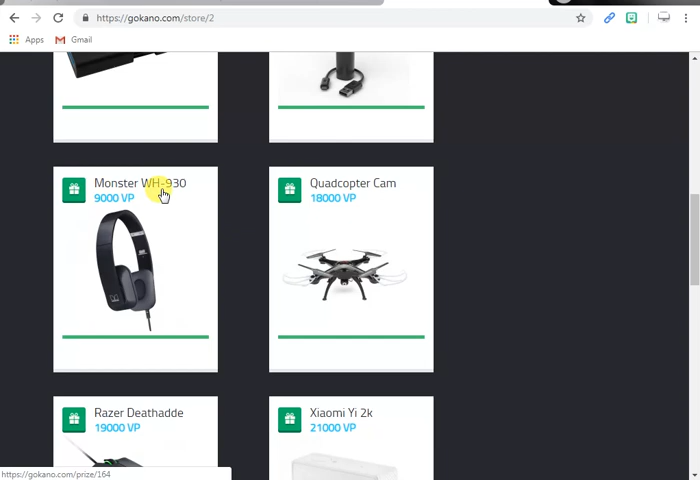 https://gokano.com/store/2
Apps
Gmail
Monster WH-930
9000 VP
Quadcopter Cam
18000 VP
Razer Deathadde
19000 VP
Xiaomi Yi 2k
21000 VP
https://gokano.com/prize/164